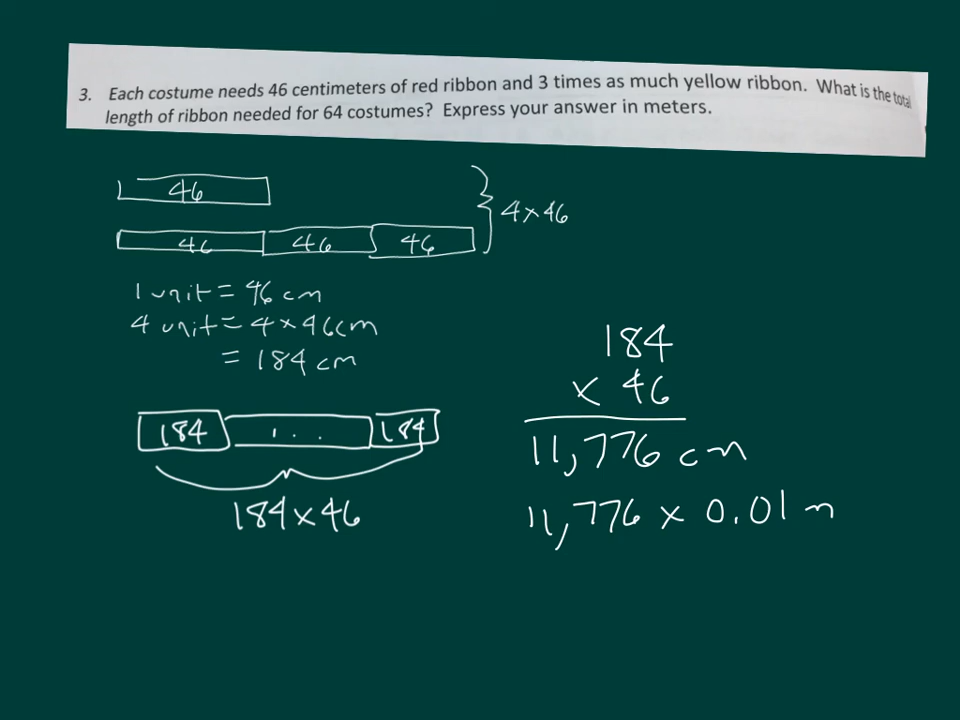 3. Each costume needs 46 centimeters of red ribbon and 3 times as much yellow ribbon. What is the total
length of ribbon needed for 64 costumes? Express your answer in meters.
46
4×46
46 46 46
1 unit = 46 cm
4 unit = 4×46cm
= 184 cm
184
× 46
11,776 cm
11,776 × 0.01 m
184 ... 184
184×46